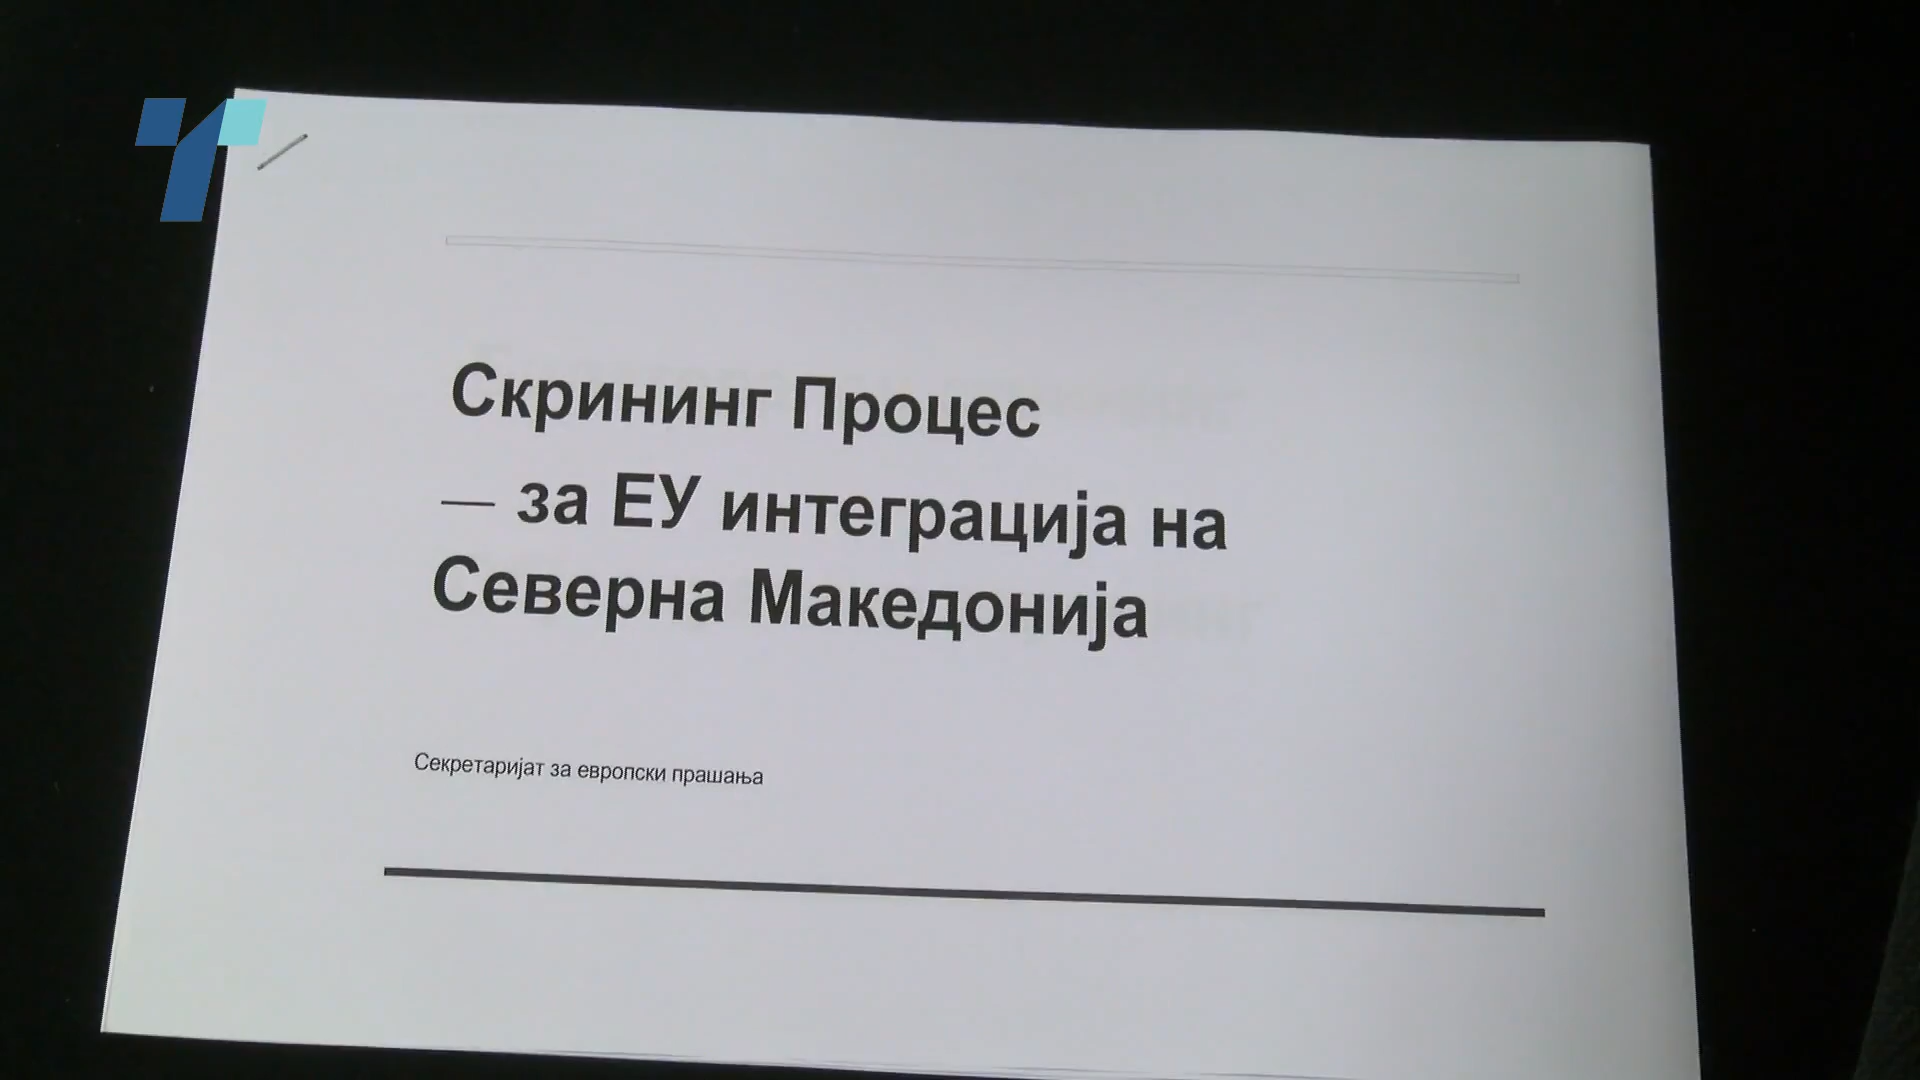 Скрининг Процес
— за ЕУ интеграција на
Северна Македонија
Секретаријат за европски прашања